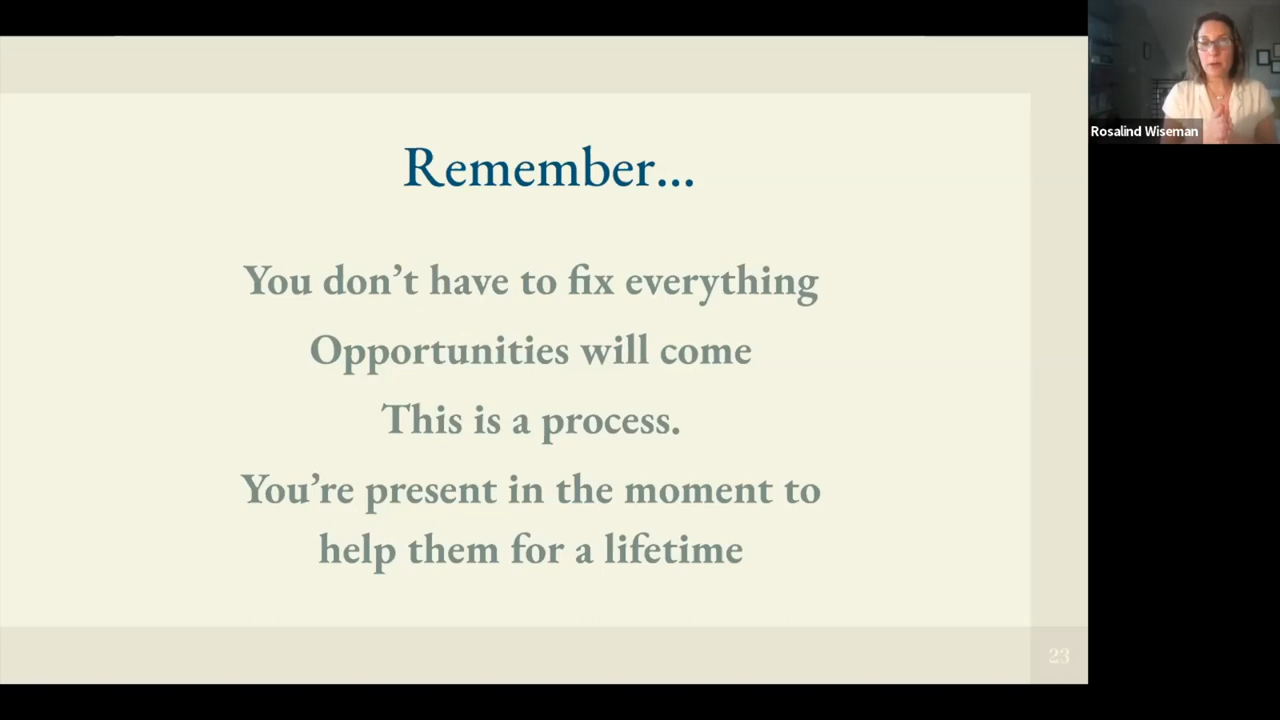 Remember...
You don’t have to fix everything
Opportunities will come
This is a process.
You’re present in the moment to
help them for a lifetime
23
Rosalind Wiseman